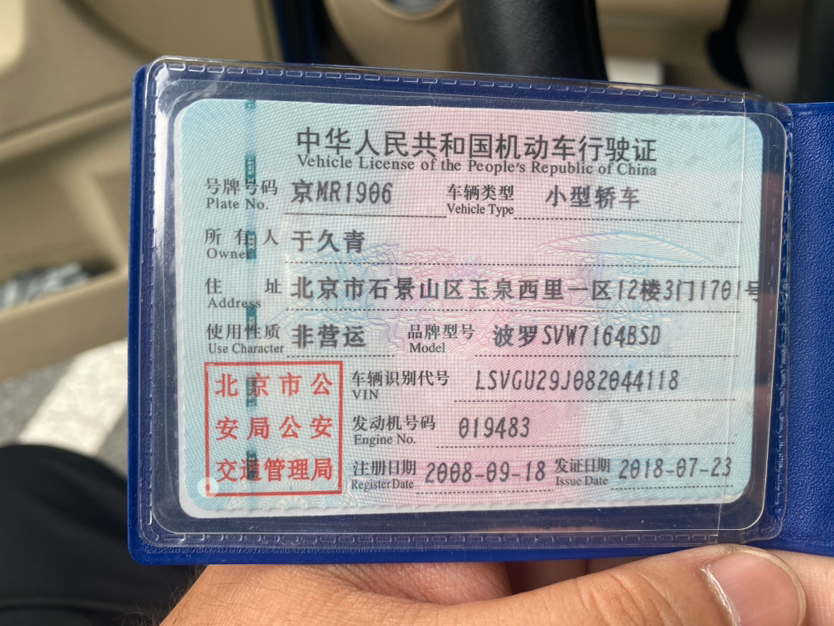 中华人民共和国机动车行驶证
Vehicle License of the People's Republic of China
号牌号码 京MR1906 车辆类型 小型轿车
Plate No. Vehicle Type
所有人 于久青
Owner
住址 北京市石景山区玉泉西里一区12楼3门1701号
Address
使用性质 非营运 品牌型号 波罗SVW7164BSD
Use Character Model
北京市公
安局公安
交通管理局
车辆识别代号 LSVGU29J082044118
VIN
发动机号码 019483
Engine No.
注册日期 2008-09-18 发证日期 2018-07-23
Register Date Issue Date